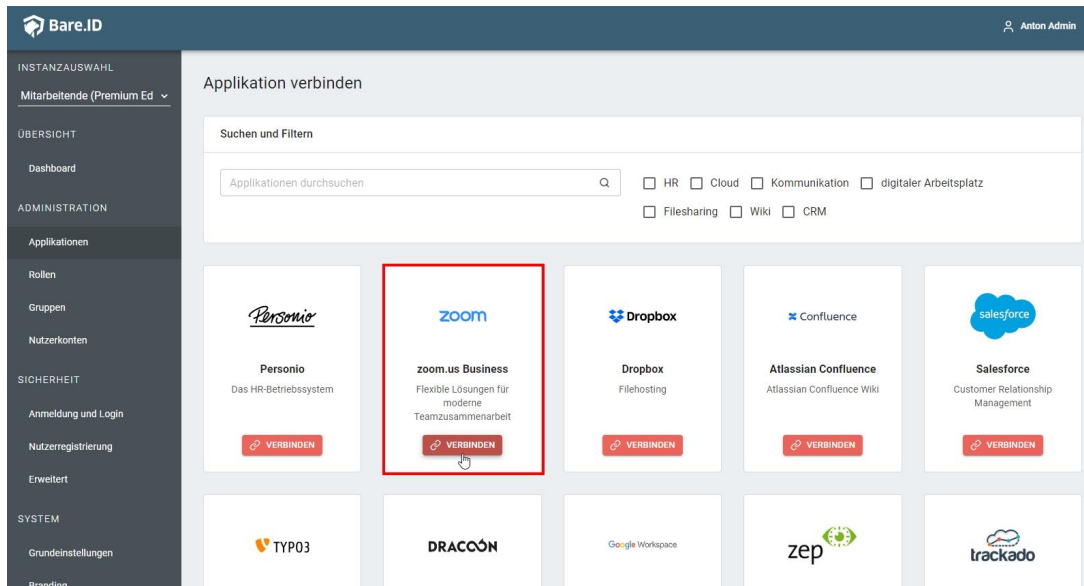 Bare.ID
Anton Admin
INSTANZAUSWAHL
Mitarbeitende (Premium Ed
ÜBERSICHT
Dashboard
ADMINISTRATION
Applikationen
Rollen
Gruppen
Nutzerkonten
SICHERHEIT
Anmeldung und Login
Nutzerregistrierung
Erweitert
SYSTEM
Grundeinstellungen
Branding
Applikation verbinden
Suchen und Filtern
Applikationen durchsuchen
HR Cloud Kommunikation digitaler Arbeitsplatz
Filesharing Wiki CRM
Personio
Personio
Das HR-Betriebssystem
VERBINDEN
zoom
zoom.us Business
Flexible Lösungen für
moderne
Teamzusammenarbeit
VERBINDEN
Dropbox
Dropbox
Filehosting
VERBINDEN
Confluence
Atlassian Confluence
Atlassian Confluence Wiki
VERBINDEN
salesforce
Salesforce
Customer Relationship
Management
VERBINDEN
TYPO3
DRACOON
Google Workspace
zep
trackado